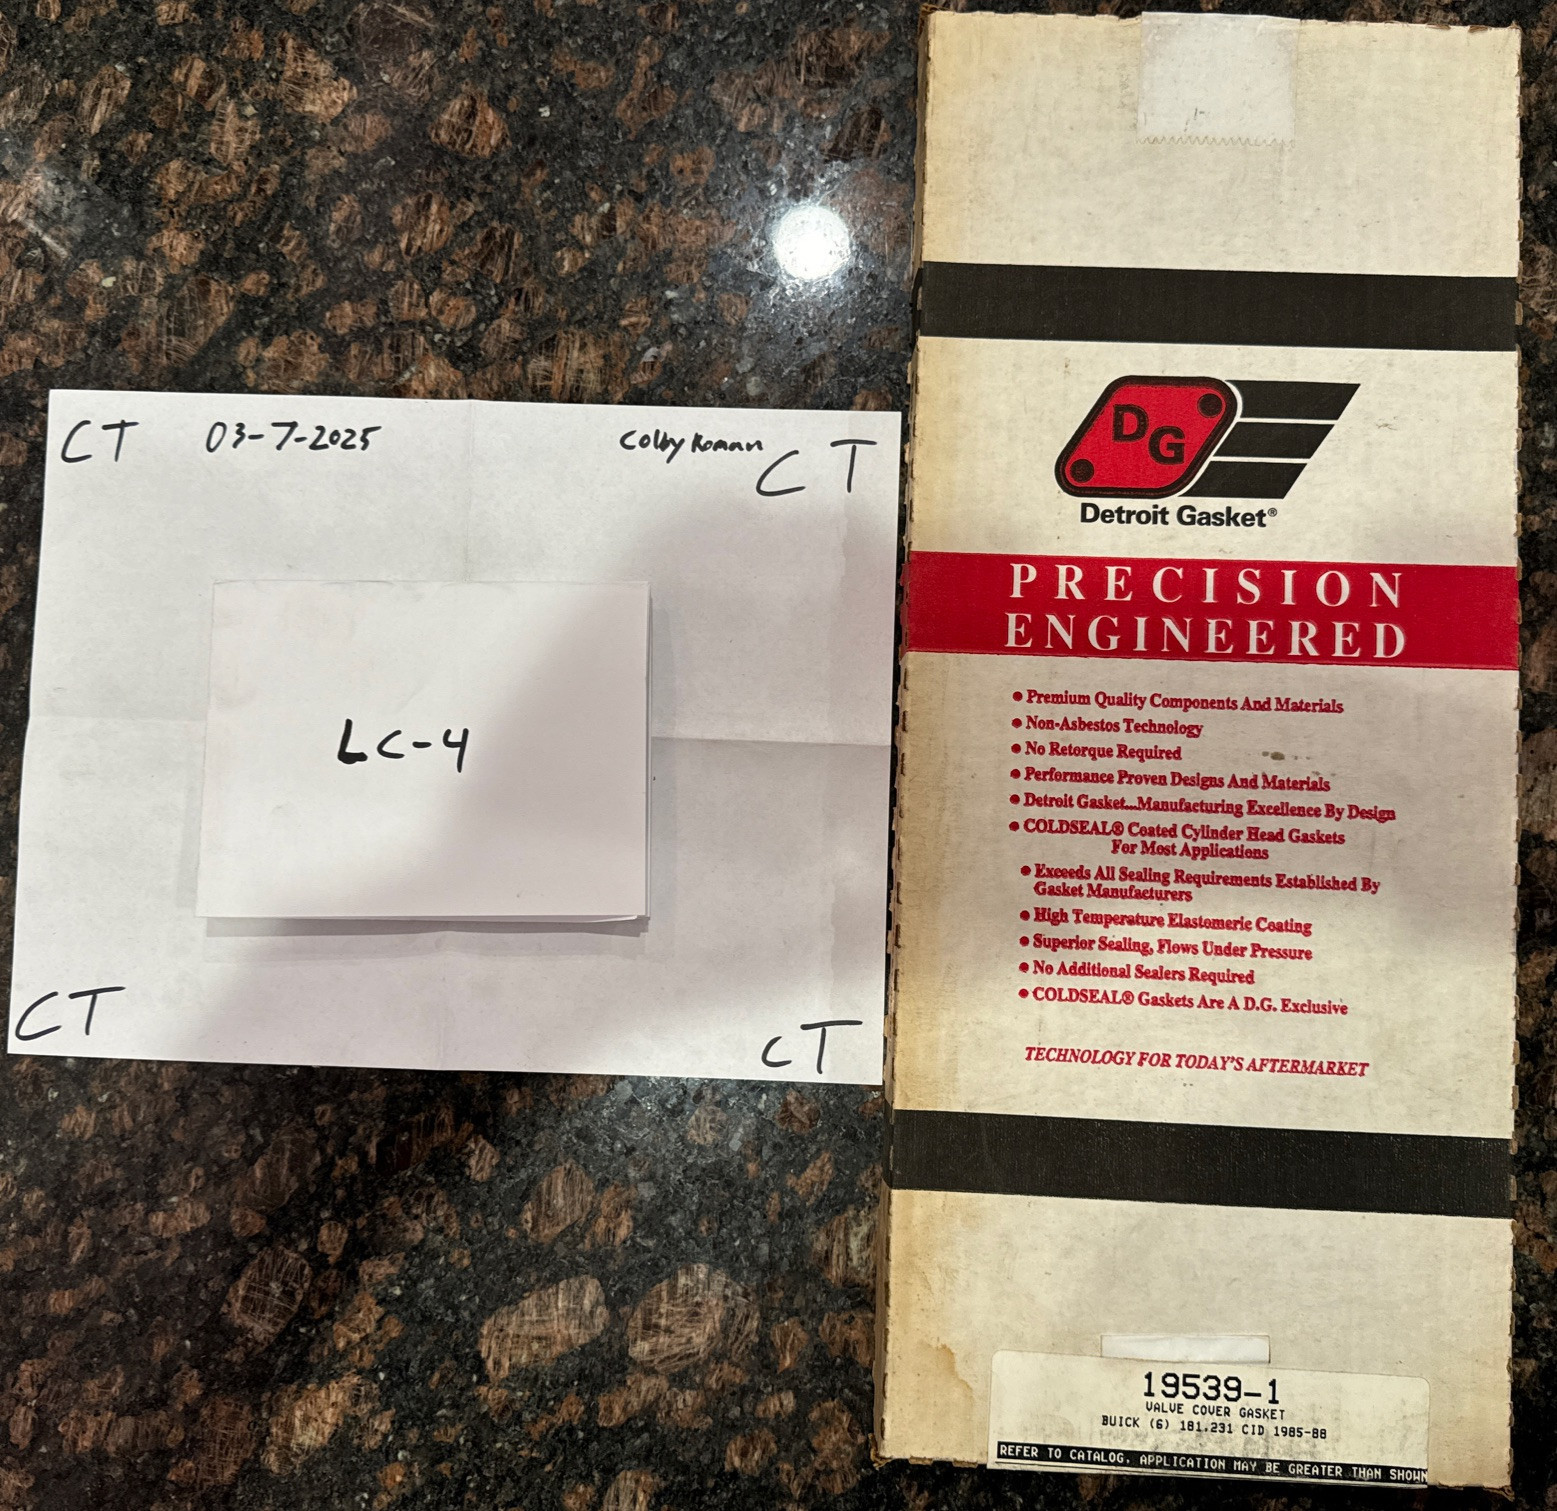 CT 03-7-2025 Colby Roman CT
LC-4
CT CT
DG
Detroit Gasket®
PRECISION
ENGINEERED
• Premium Quality Components And Materials
• Non-Asbestos Technology
• No Retorque Required
• Performance Proven Designs And Materials
• Detroit Gasket...Manufacturing Excellence By Design
• COLDSEAL® Coated Cylinder Head Gaskets
For Most Applications
• Exceeds All Sealing Requirements Established By
Gasket Manufacturers
• High Temperature Elastomeric Coating
• Superior Sealing, Flows Under Pressure
• No Additional Sealers Required
• COLDSEAL® Gaskets Are A D.G. Exclusive
TECHNOLOGY FOR TODAY'S AFTERMARKET
19539-1
VALVE COVER GASKET
BUICK (6) 181,231 CID 1985-88
REFER TO CATALOG, APPLICATION MAY BE GREATER THAN SHOWN